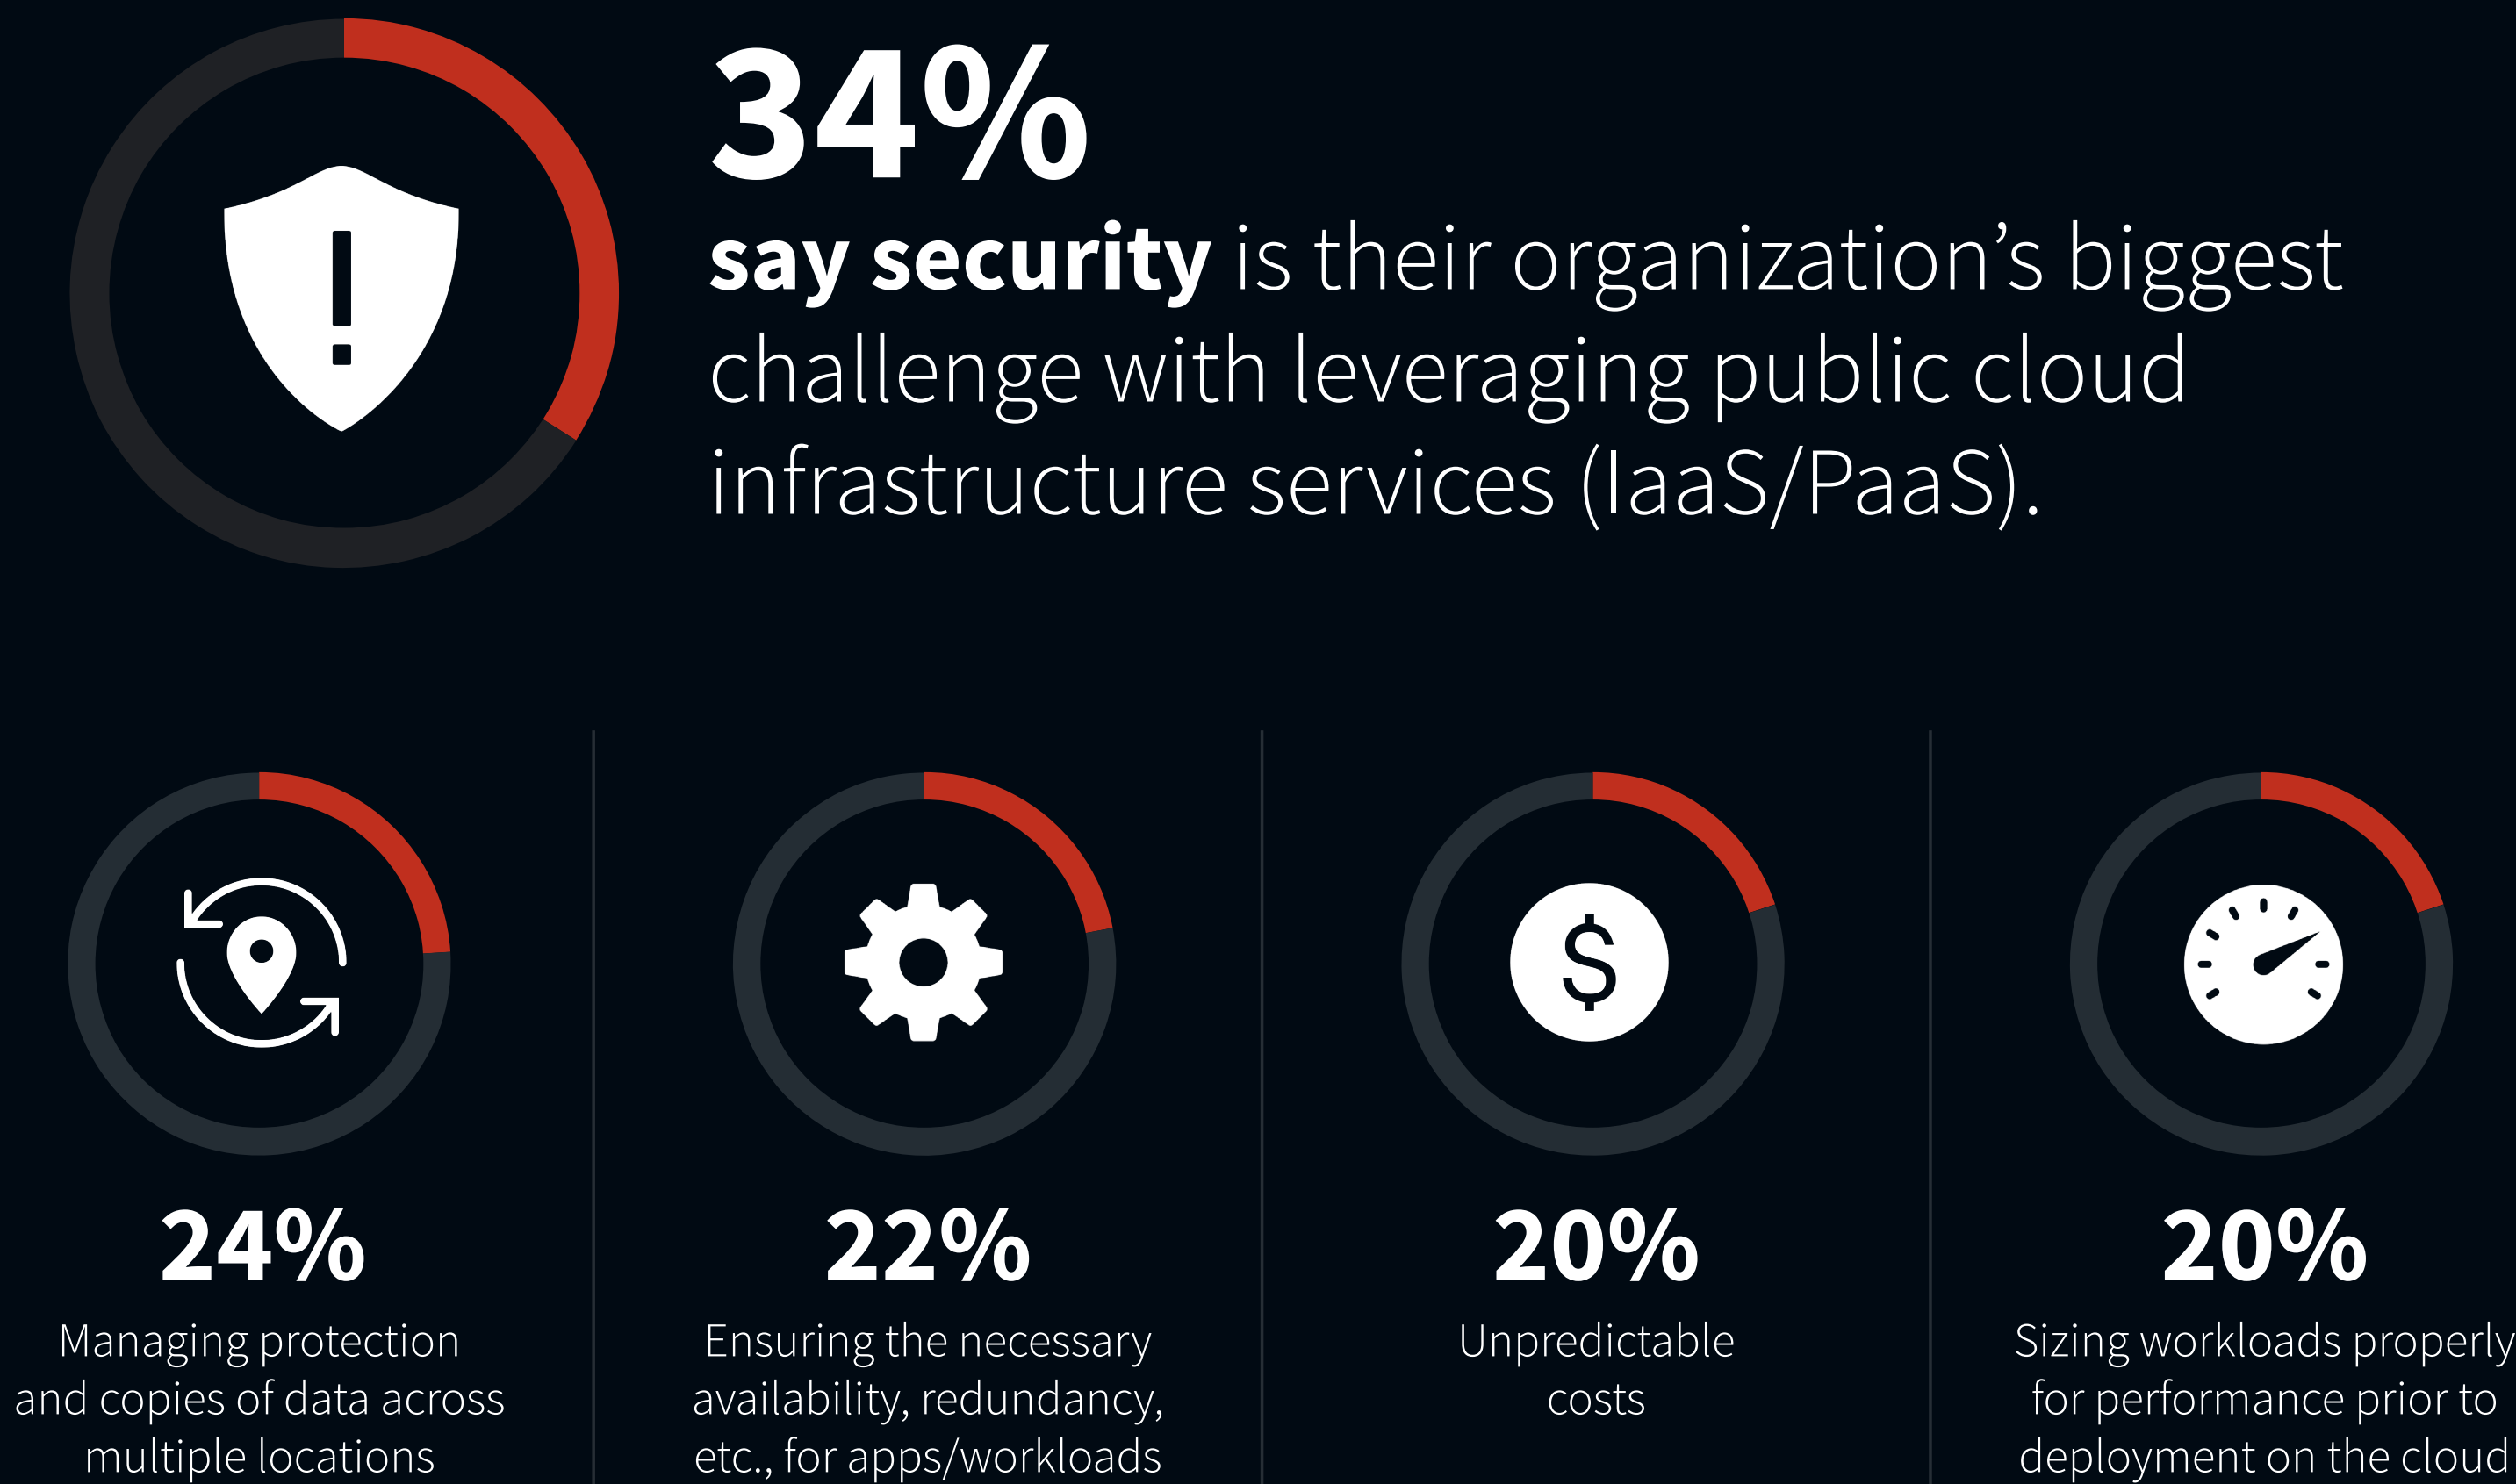 34%
say security is their organization’s biggest
challenge with leveraging public cloud
infrastructure services (IaaS/PaaS).
$
24%
Managing protection
and copies of data across
multiple locations
22%
Ensuring the necessary
availability, redundancy,
etc., for apps/workloads
20%
Unpredictable
costs
20%
Sizing workloads properly
for performance prior to
deployment on the cloud